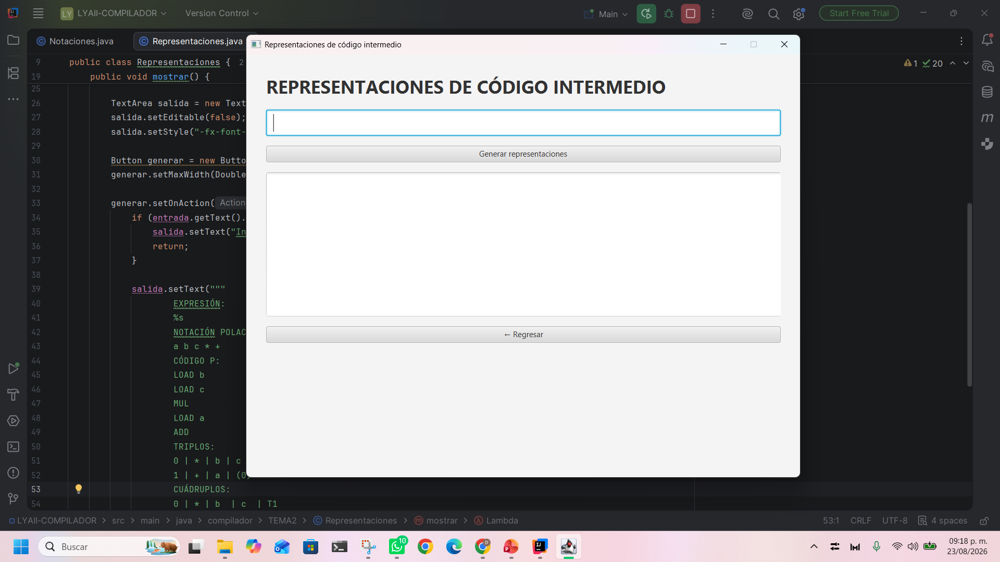 LY LYAII-COMPILADOR Version Control Main Start Free Trial
Notaciones.java Representaciones.java
Representaciones de código intermedio
9 public class Representaciones { 2
1 20
19 public void mostrar() {
25
26 TextArea salida = new Text
27 salida.setEditable(false);
28 salida.setStyle("-fx-font-
29
30 Button generar = new Butto
31 generar.setMaxWidth(Double
32
33 generar.setOnAction( Action
34 if (entrada.getText().
35 salida.setText("In
36 return;
37 }
38
39 salida.setText("""
40 EXPRESIÓN:
41 %s
42 NOTACIÓN POLAC
43 a b c * +
44 CÓDIGO P:
45 LOAD b
46 LOAD c
47 MUL
48 LOAD a
49 ADD
50 TRIPLOS:
51 0 | * | b | c
52 1 | + | a | (0)
53 CUÁDRUPLOS:
54 0 | * | b  | c  | T1
REPRESENTACIONES DE CÓDIGO INTERMEDIO
Generar representaciones
← Regresar
LYAII-COMPILADOR > src > main > java > compilador > TEMA2 > Representaciones > mostrar > Lambda
53:1 CRLF UTF-8 4 spaces
Buscar
10
09:18 p. m.
23/08/2026